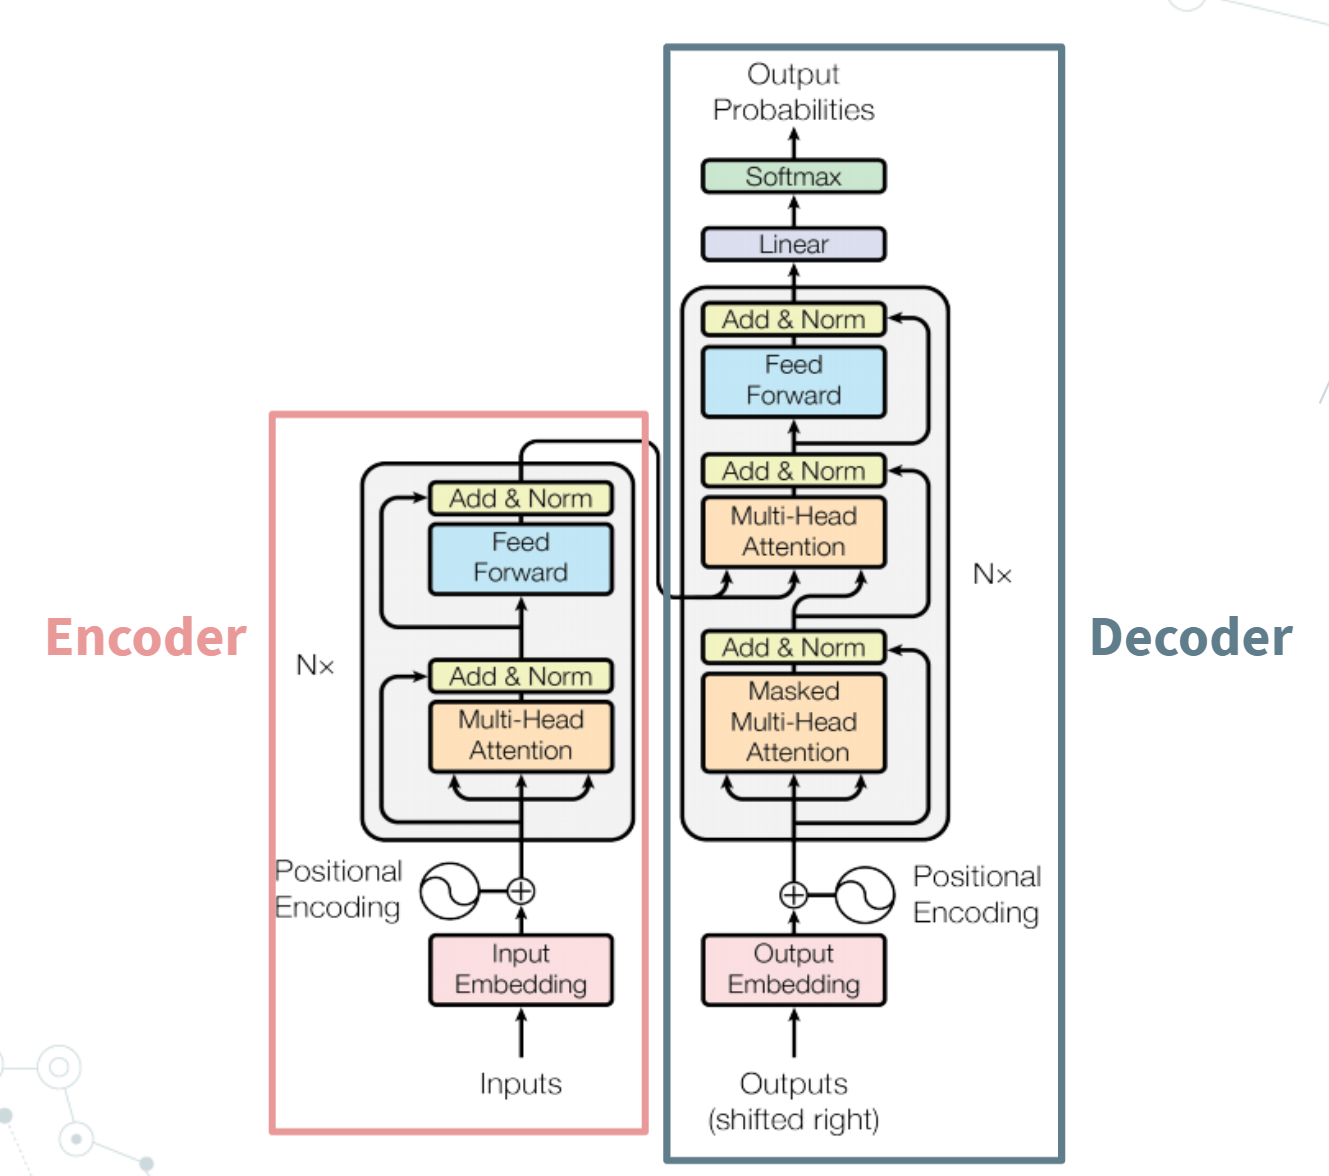 Encoder
Nx
Add & Norm
Feed
Forward
Add & Norm
Multi-Head
Attention
Positional
Encoding
Input
Embedding
Inputs
Output
Probabilities
Softmax
Linear
Add & Norm
Feed
Forward
Add & Norm
Multi-Head
Attention
Add & Norm
Masked
Multi-Head
Attention
Nx
Positional
Encoding
Output
Embedding
Outputs
(shifted right)
Decoder